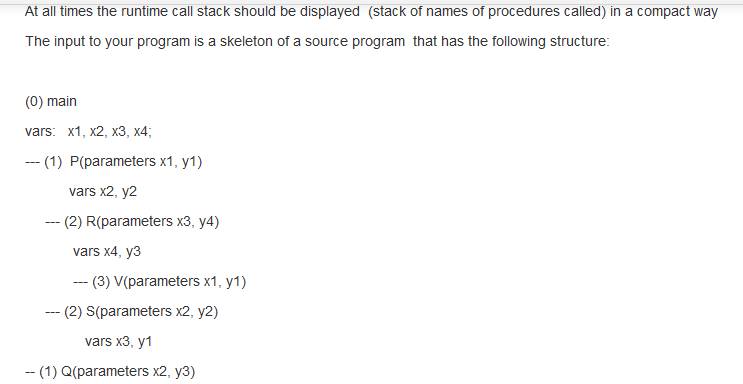 At all times the runtime call stack should be displayed (stack of names of procedures called) in a compact way
The input to your program is a skeleton of a source program that has the following structure:
(0) main
vars: x1, x2, x3, x4;
--- (1) P(parameters x1, y1)
vars x2, y2
--- (2) R(parameters x3, y4)
vars x4, y3
--- (3) V(parameters x1, y1)
--- (2) S(parameters x2, y2)
vars x3, y1
-- (1) Q(parameters x2, y3)